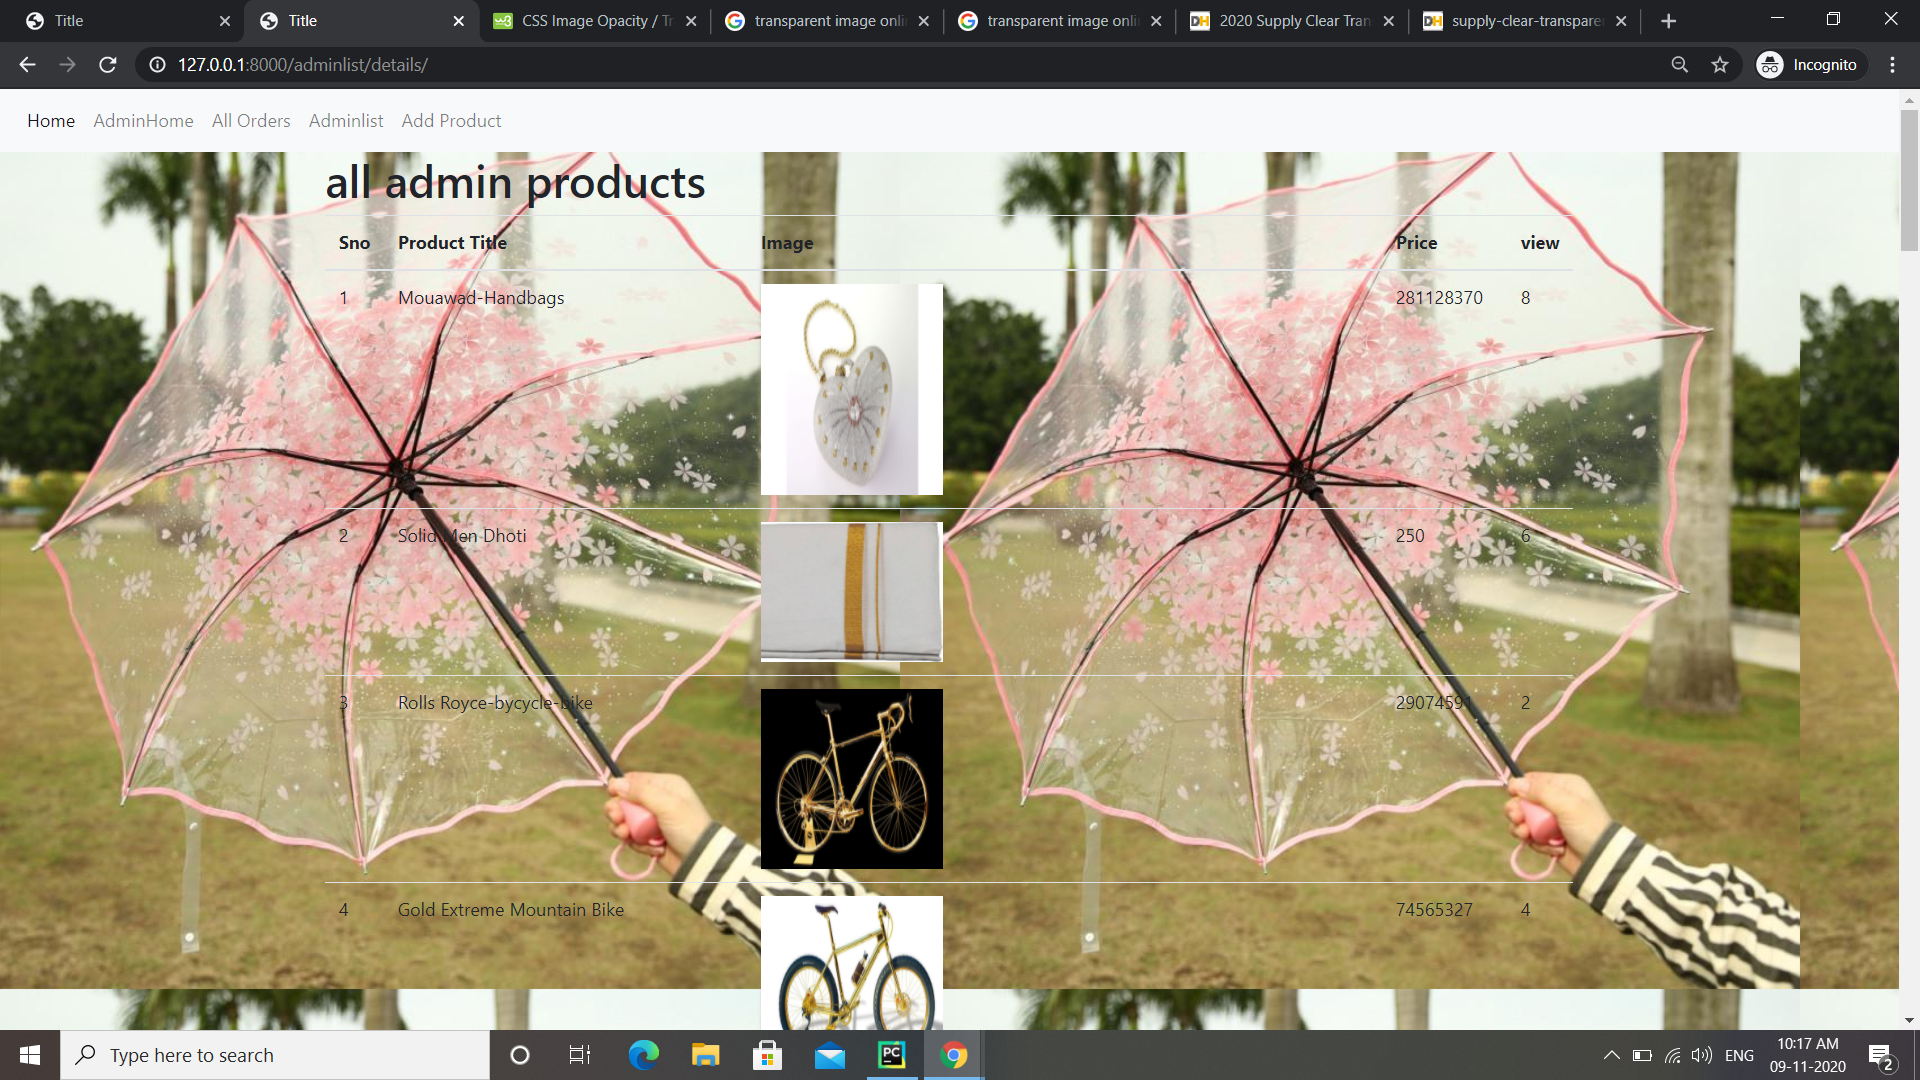 Title
Title
CSS Image Opacity / Tr
transparent image onli
transparent image onli
2020 Supply Clear Tran
supply-clear-transparen
127.0.0.1:8000/adminlist/details/
Incognito
Home AdminHome All Orders Adminlist Add Product
all admin products
Sno Product Title Image Price view
1 Mouawad-Handbags 281128370 8
2 Solid Men Dhoti 250 6
3 Rolls Royce-bycycle-bike 29074591 2
4 Gold Extreme Mountain Bike 74565327 4
Type here to search
ENG
10:17 AM
09-11-2020
2